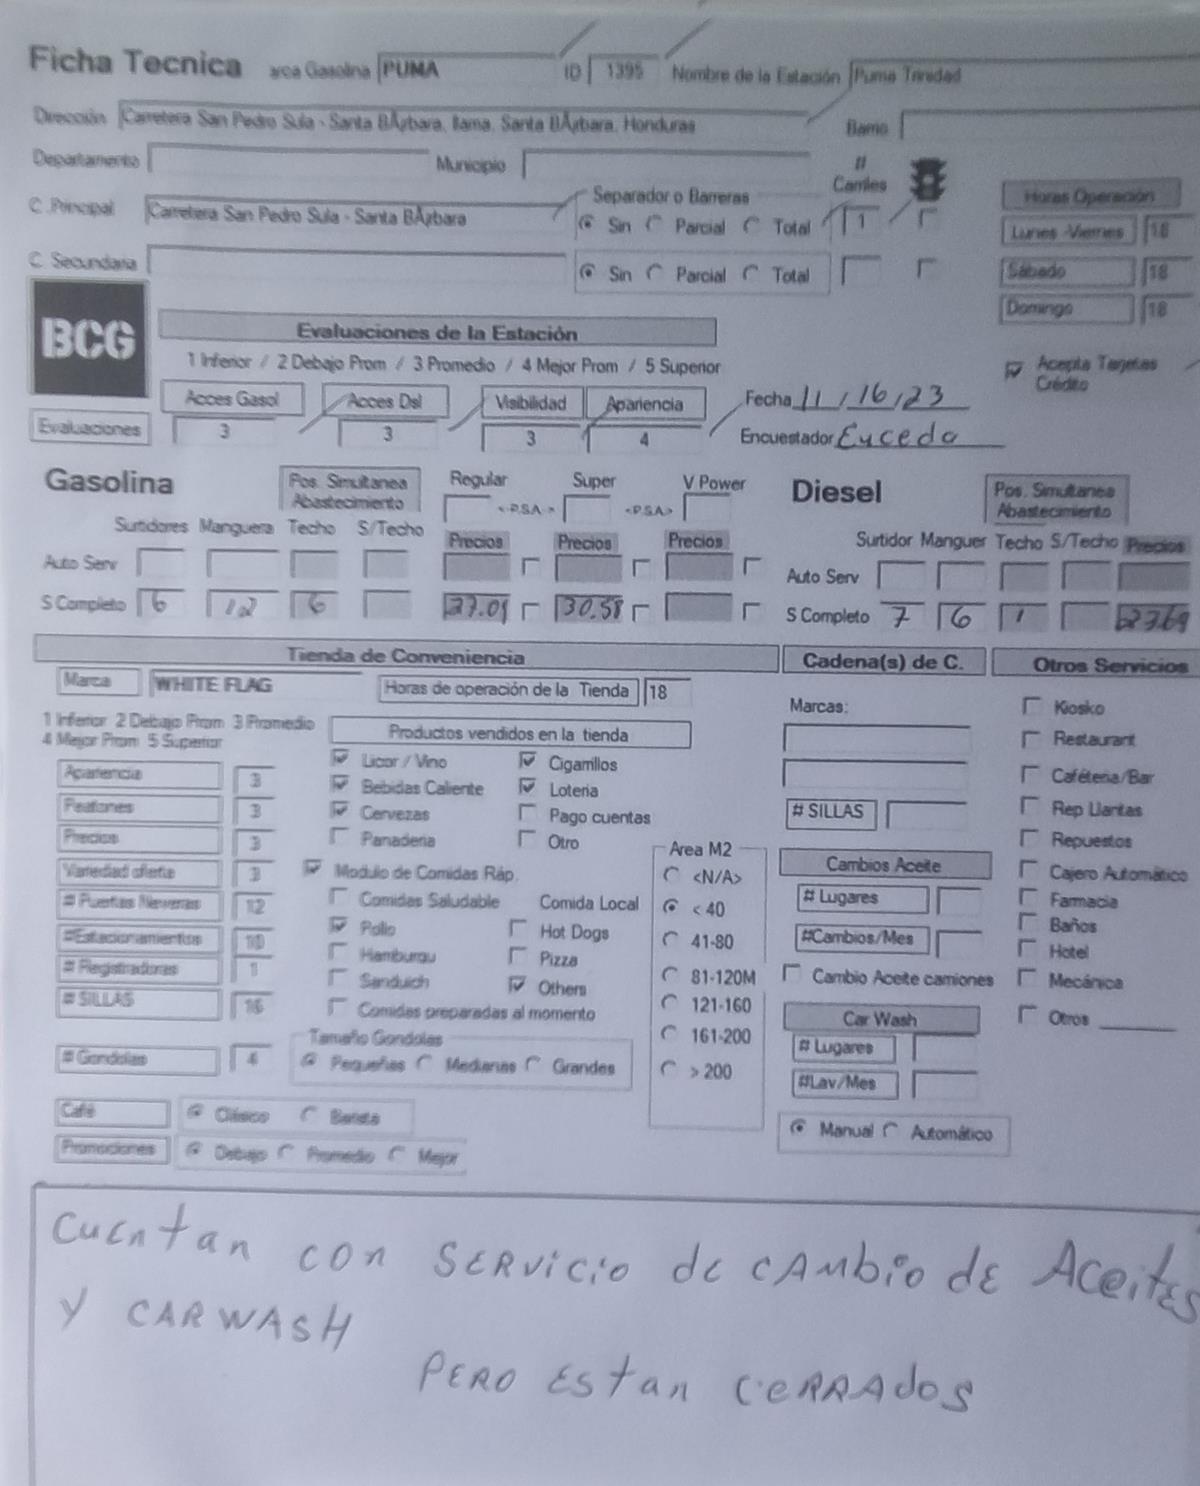 Ficha Tecnica arca Gasolina PUMA ID 1395 Nombre de la Estación Puma Trinidad
Dirección Carretera San Pedro Sula - Santa BÃ¡rbara, Ilama, Santa BÃ¡rbara, Honduras Barrio
Departamento Municipio # Carriles
C .Principal Carretera San Pedro Sula - Santa BÃ¡rbara Separador o Barreras Sin Parcial Total 1
Horas Operación
Lunes -Viernes 18
C. Secundaria Sin Parcial Total
Sábado 18
Domingo 18
BCG
Evaluaciones de la Estación
1 Inferior / 2 Debajo Prom / 3 Promedio / 4 Mejor Prom / 5 Superior
Acepta Tarjetas Crédito
Acces Gasol Acces Dsl Visibilidad Apariencia Fecha 11/16/23
Evaluaciones 3 3 3 4 Encuestador Euceda
Gasolina Pos. Simultanea Abastecimiento Regular <-P.S.A.-> Super <P.S.A> V Power
Diesel Pos. Simultanea Abastecimiento
Surtidores Manguera Techo S/Techo Precios Precios Precios Surtidor Manguer Techo S/Techo Precios
Auto Serv Auto Serv
S Completo 6 12 6 30.58 S Completo 7 6 1 23.69
Tienda de Conveniencia Cadena(s) de C. Otros Servicios
Marca WHITE FLAG Horas de operación de la Tienda 18
1 Inferior 2 Debajo Prom 3 Promedio
4 Mejor Prom 5 Superior
Productos vendidos en la tienda
Apariencia 3
Peatones 3
Precios 3
Variedad oferta 3
# Puertas Neveras 12
#Estacionamientos 10
# Registradoras 1
# SILLAS 16
# Gondolas 4
Licor / Vino Cigarrillos
Bebidas Caliente Loteria
Cervezas Pago cuentas
Panaderia Otro
Modulo de Comidas Ráp.
Comidas Saludable Comida Local
Pollo Hot Dogs
Hamburgu Pizza
Sanduich Others
Comidas preparadas al momento
Tamaño Gondolas
Pequeñas Medianas Grandes
Area M2
<N/A>
< 40
41-80
81-120M
121-160
161-200
> 200
Marcas:
# SILLAS
Cambios Aceite
# Lugares
#Cambios/Mes
Cambio Aceite camiones
Car Wash
# Lugares
#Lav/Mes
Manual Automático
Kiosko
Restaurant
Caféteria/Bar
Rep Llantas
Repuestos
Cajero Automático
Farmacia
Baños
Hotel
Mecánica
Otros
Café Clásico Barista
Promociones Debajo Promedio Mejor
Cuentan con SERVicio de cAmbio de AceitEs
y CAR WASH
PERO Estan CERRADOS